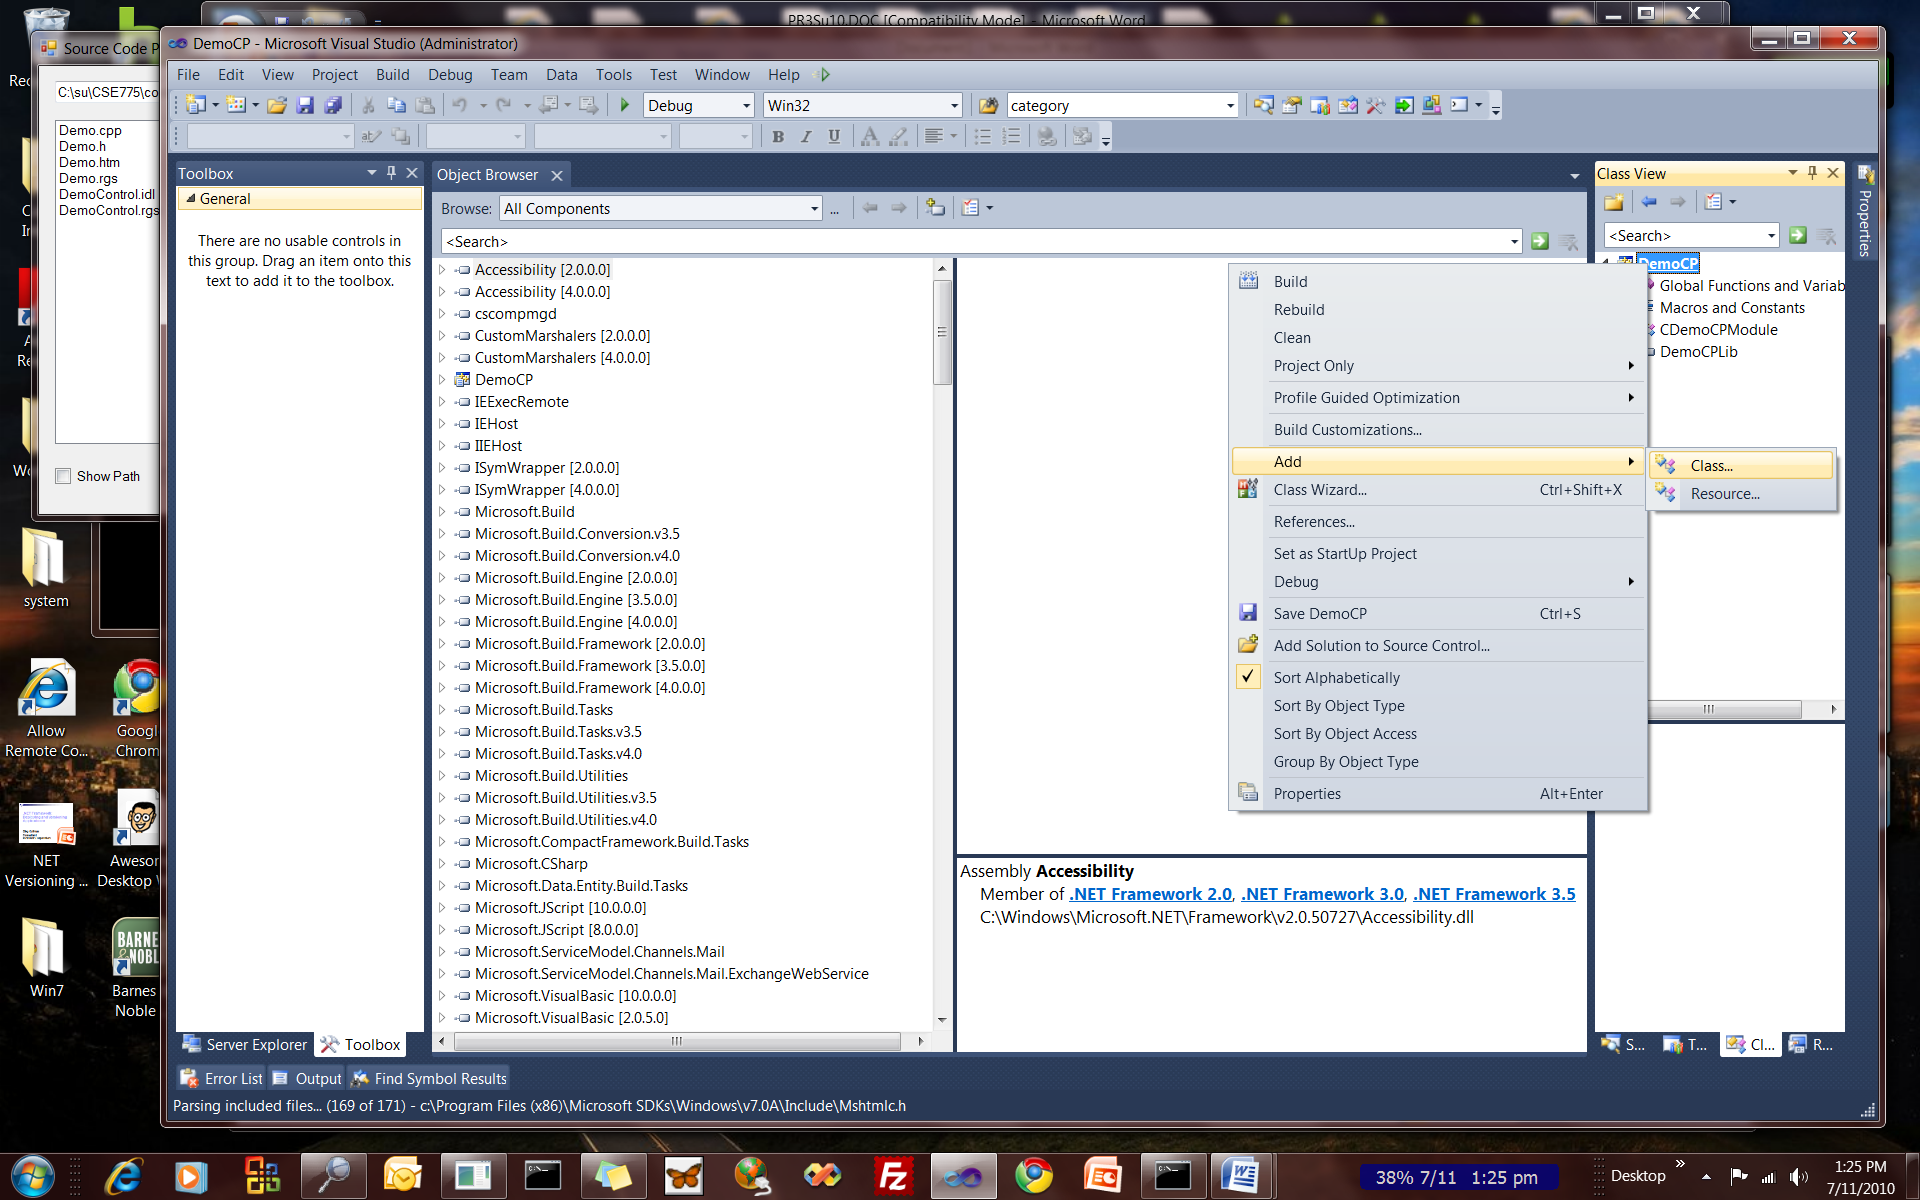 PR3Su10.DOC [Compatibility Mode] - Microsoft Word
Source Code P
DemoCP - Microsoft Visual Studio (Administrator)
File Edit View Project Build Debug Team Data Tools Test Window Help
Debug Win32 category
C:\su\CSE775\co
Demo.cpp
Demo.h
Demo.htm
Demo.rgs
DemoControl.idl
DemoControl.rgs
Show Path
Toolbox
General
There are no usable controls in
this group. Drag an item onto this
text to add it to the toolbox.
Server Explorer Toolbox
Object Browser
Browse: All Components ...
<Search>
Accessibility [2.0.0.0]
Accessibility [4.0.0.0]
cscompmgd
CustomMarshalers [2.0.0.0]
CustomMarshalers [4.0.0.0]
DemoCP
IEExecRemote
IEHost
IIEHost
ISymWrapper [2.0.0.0]
ISymWrapper [4.0.0.0]
Microsoft.Build
Microsoft.Build.Conversion.v3.5
Microsoft.Build.Conversion.v4.0
Microsoft.Build.Engine [2.0.0.0]
Microsoft.Build.Engine [3.5.0.0]
Microsoft.Build.Engine [4.0.0.0]
Microsoft.Build.Framework [2.0.0.0]
Microsoft.Build.Framework [3.5.0.0]
Microsoft.Build.Framework [4.0.0.0]
Microsoft.Build.Tasks
Microsoft.Build.Tasks.v3.5
Microsoft.Build.Tasks.v4.0
Microsoft.Build.Utilities
Microsoft.Build.Utilities.v3.5
Microsoft.Build.Utilities.v4.0
Microsoft.CompactFramework.Build.Tasks
Microsoft.CSharp
Microsoft.Data.Entity.Build.Tasks
Microsoft.JScript [10.0.0.0]
Microsoft.JScript [8.0.0.0]
Microsoft.ServiceModel.Channels.Mail
Microsoft.ServiceModel.Channels.Mail.ExchangeWebService
Microsoft.VisualBasic [10.0.0.0]
Microsoft.VisualBasic [2.0.5.0]
Assembly Accessibility
Member of .NET Framework 2.0, .NET Framework 3.0, .NET Framework 3.5
C:\Windows\Microsoft.NET\Framework\v2.0.50727\Accessibility.dll
Build
Rebuild
Clean
Project Only
Profile Guided Optimization
Build Customizations...
Add
Class Wizard... Ctrl+Shift+X
References...
Set as StartUp Project
Debug
Save DemoCP Ctrl+S
Add Solution to Source Control...
Sort Alphabetically
Sort By Object Type
Sort By Object Access
Group By Object Type
Properties Alt+Enter
Class...
Resource...
Class View
<Search>
DemoCP
Global Functions and Variab
Macros and Constants
CDemoCPModule
DemoCPLib
S... T... Cl... R...
Properties
Error List Output Find Symbol Results
Parsing included files... (169 of 171) - c:\Program Files (x86)\Microsoft SDKs\Windows\v7.0A\Include\Mshtmlc.h
system
Allow
Remote Co...
Googl
Chrom
NET
Versioning ...
Aweson
Desktop
Win7
BARNE
&NOBL
Barnes
Noble
38% 7/11 1:25 pm
Desktop
1:25 PM
7/11/2010